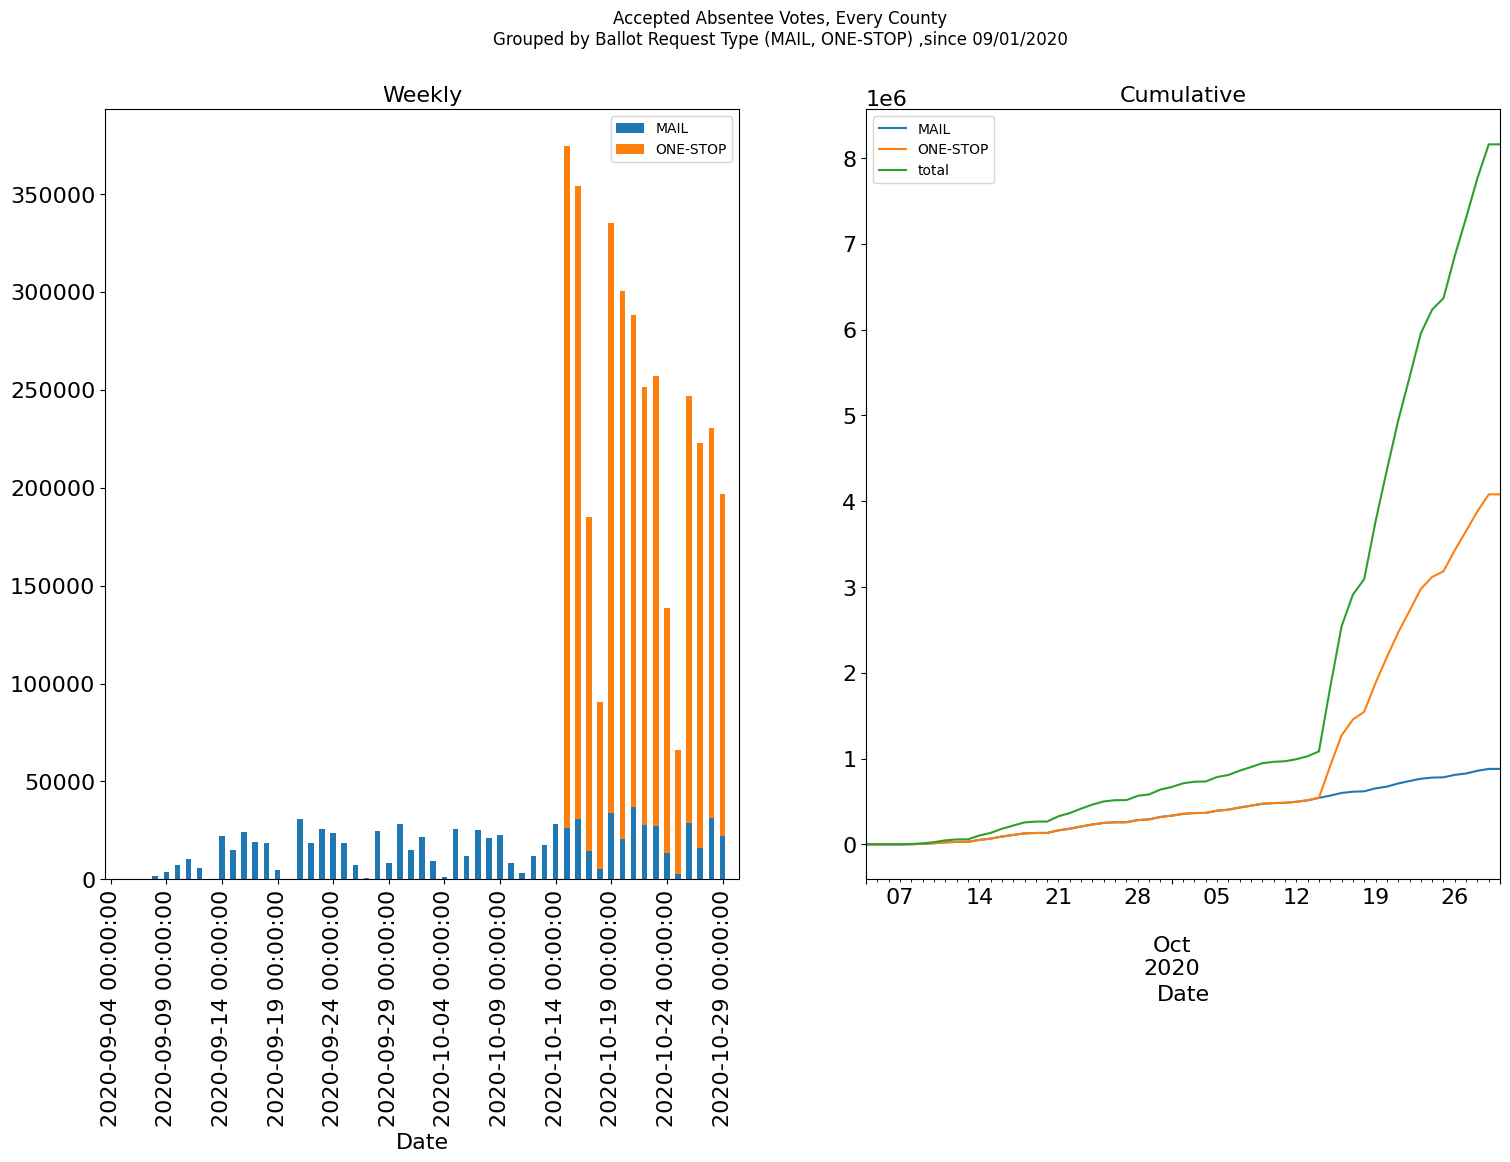 Accepted Absentee Votes, Every County
Grouped by Ballot Request Type (MAIL, ONE-STOP) ,since 09/01/2020
Weekly
MAIL
ONE-STOP
350000
300000
250000
200000
150000
100000
50000
0
2020-09-04 00:00:00
2020-09-09 00:00:00
2020-09-14 00:00:00
2020-09-19 00:00:00
2020-09-24 00:00:00
2020-09-29 00:00:00
2020-10-04 00:00:00
2020-10-09 00:00:00
2020-10-14 00:00:00
2020-10-19 00:00:00
2020-10-24 00:00:00
2020-10-29 00:00:00
Date
Cumulative
1e6
MAIL
ONE-STOP
total
8
7
6
5
4
3
2
1
0
07 14 21 28 05 12 19 26
Oct
2020
Date